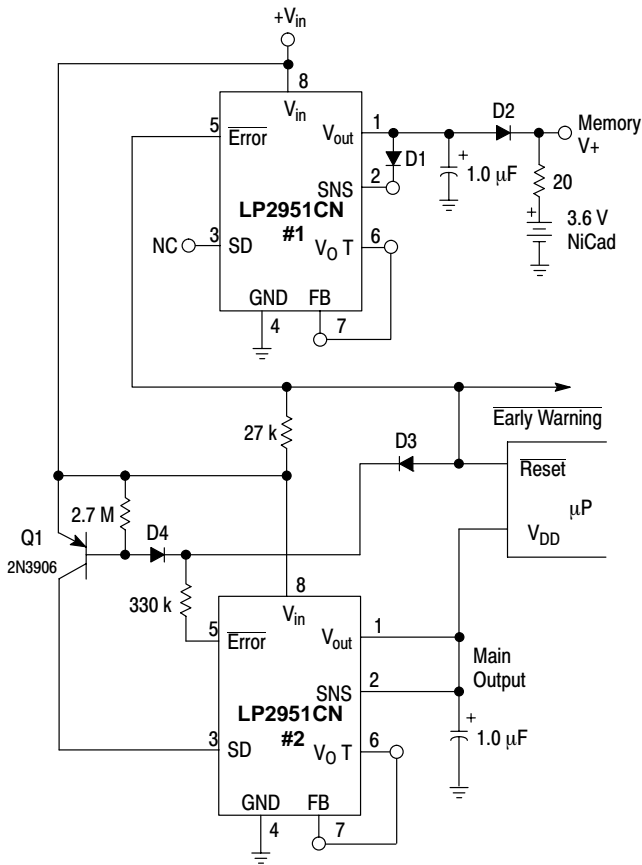 +Vin
8
Vin
5
Error
Vout
1
D2
Memory
V+
D1
+
1.0 µF
20
2
SNS
LP2951CN
#1
+
3.6 V
NiCad
NC
3
SD
VO T
6
GND
FB
4
7
27 k
Early Warning
D3
Reset
µP
VDD
2.7 M
Q1
2N3906
D4
330 k
8
Vin
5
Error
Vout
1
Main
Output
SNS
2
LP2951CN
#2
+
1.0 µF
3
SD
VO T
6
GND
FB
4
7